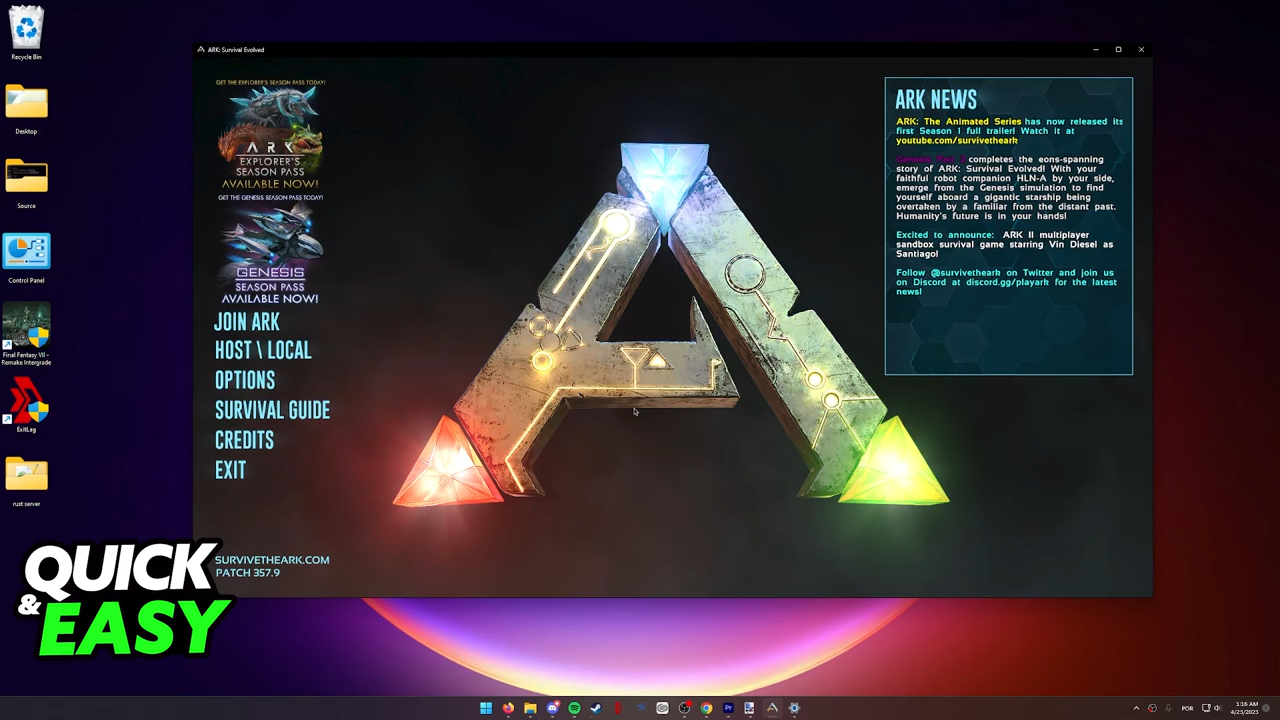 Recycle Bin
Desktop
Source
Control Panel
Final Fantasy VII -
Remake Intergrade
ExitLag
rust server
QUICK
& EASY
ARK: Survival Evolved
GET THE EXPLORER'S SEASON PASS TODAY!
ARK
EXPLORER'S
SEASON PASS
AVAILABLE NOW!
GET THE GENESIS SEASON PASS TODAY!
GENESIS
SEASON PASS
AVAILABLE NOW!
JOIN ARK
HOST \ LOCAL
OPTIONS
SURVIVAL GUIDE
CREDITS
EXIT
SURVIVETHEARK.COM
PATCH 357.9
ARK NEWS
ARK: The Animated Series has now released its
first Season 1 full trailer! Watch it at
youtube.com/survivetheark
Genesis Part 2 completes the eons-spanning
story of ARK: Survival Evolved! With your
faithful robot companion HLN-A by your side,
emerge from the Genesis simulation to find
yourself aboard a gigantic starship being
overtaken by a familiar from the distant past.
Humanity's future is in your hands!
Excited to announce: ARK II multiplayer
sandbox survival game starring Vin Diesel as
Santiago!
Follow @survivetheark on Twitter and join us
on Discord at discord.gg/playark for the latest
news!
Pr
POR
1:16 AM
4/23/2023